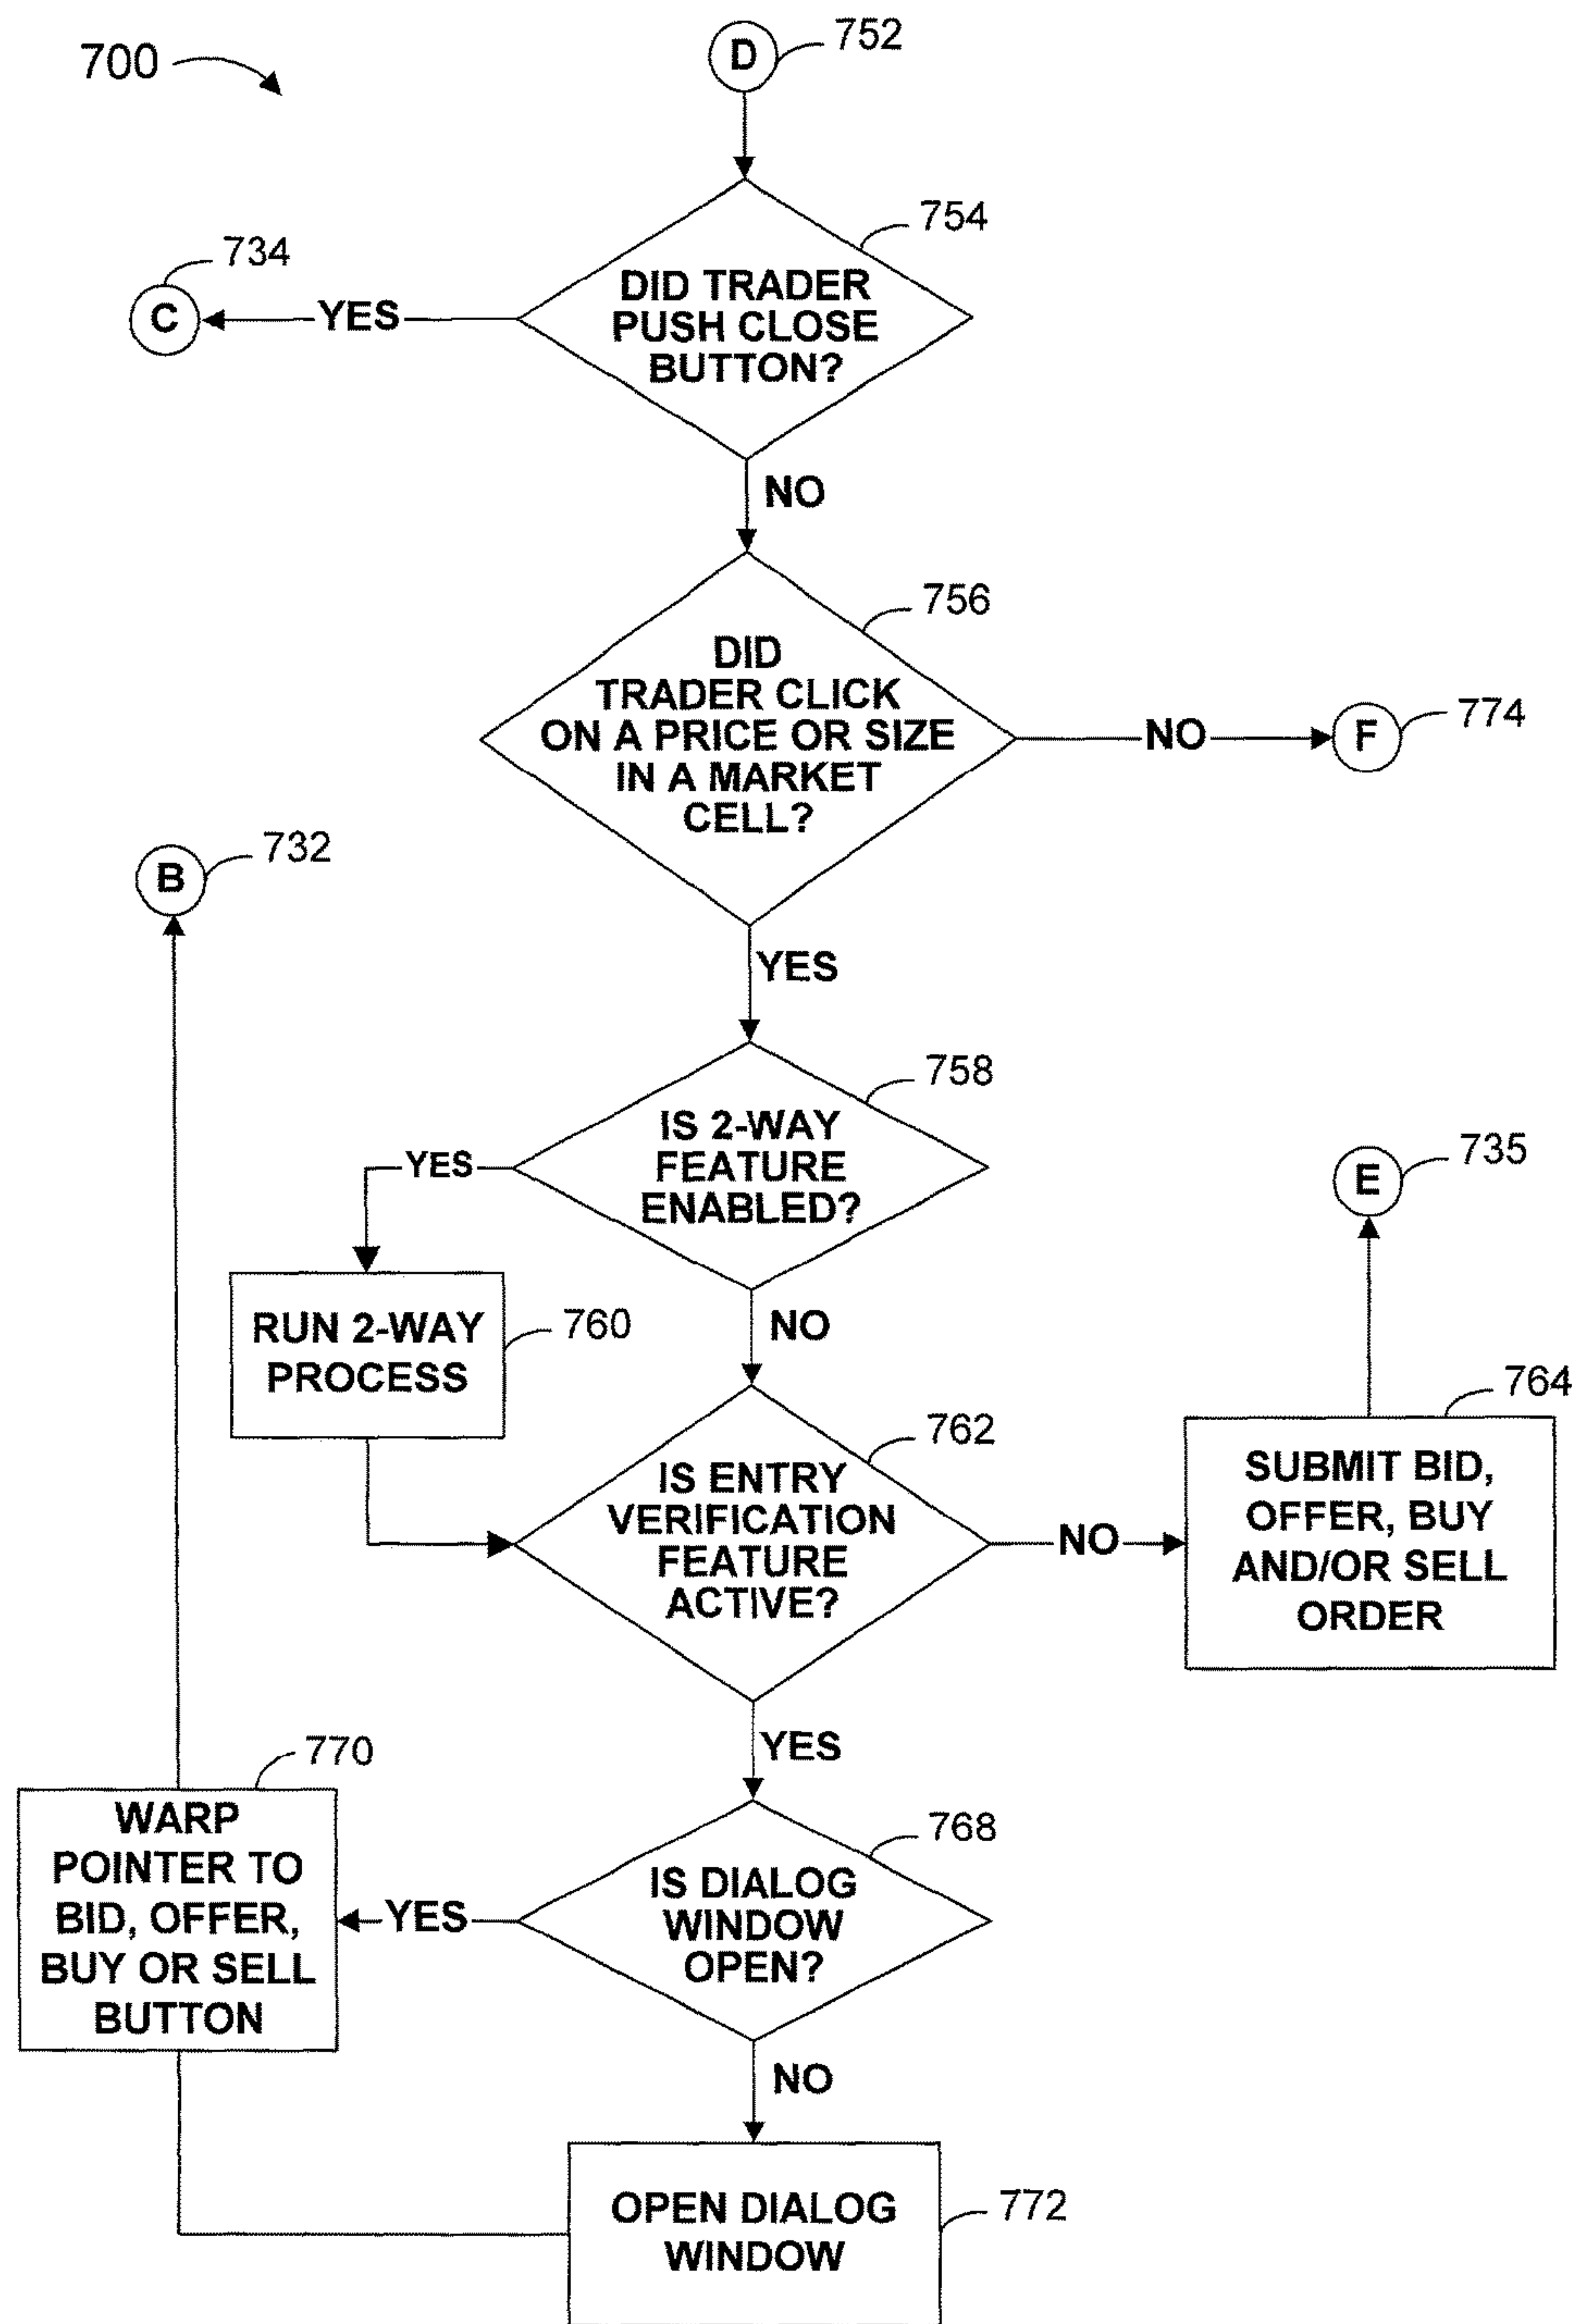 700
D
752
754
DID TRADER
PUSH CLOSE
BUTTON?
734
C
YES
NO
756
DID
TRADER CLICK
ON A PRICE OR SIZE
IN A MARKET
CELL?
NO
F
774
732
B
YES
758
IS 2-WAY
FEATURE
ENABLED?
YES
735
E
RUN 2-WAY
PROCESS
760
NO
762
IS ENTRY
VERIFICATION
FEATURE
ACTIVE?
NO
764
SUBMIT BID,
OFFER, BUY
AND/OR SELL
ORDER
YES
770
WARP
POINTER TO
BID, OFFER,
BUY OR SELL
BUTTON
YES
768
IS DIALOG
WINDOW
OPEN?
NO
OPEN DIALOG
WINDOW
772